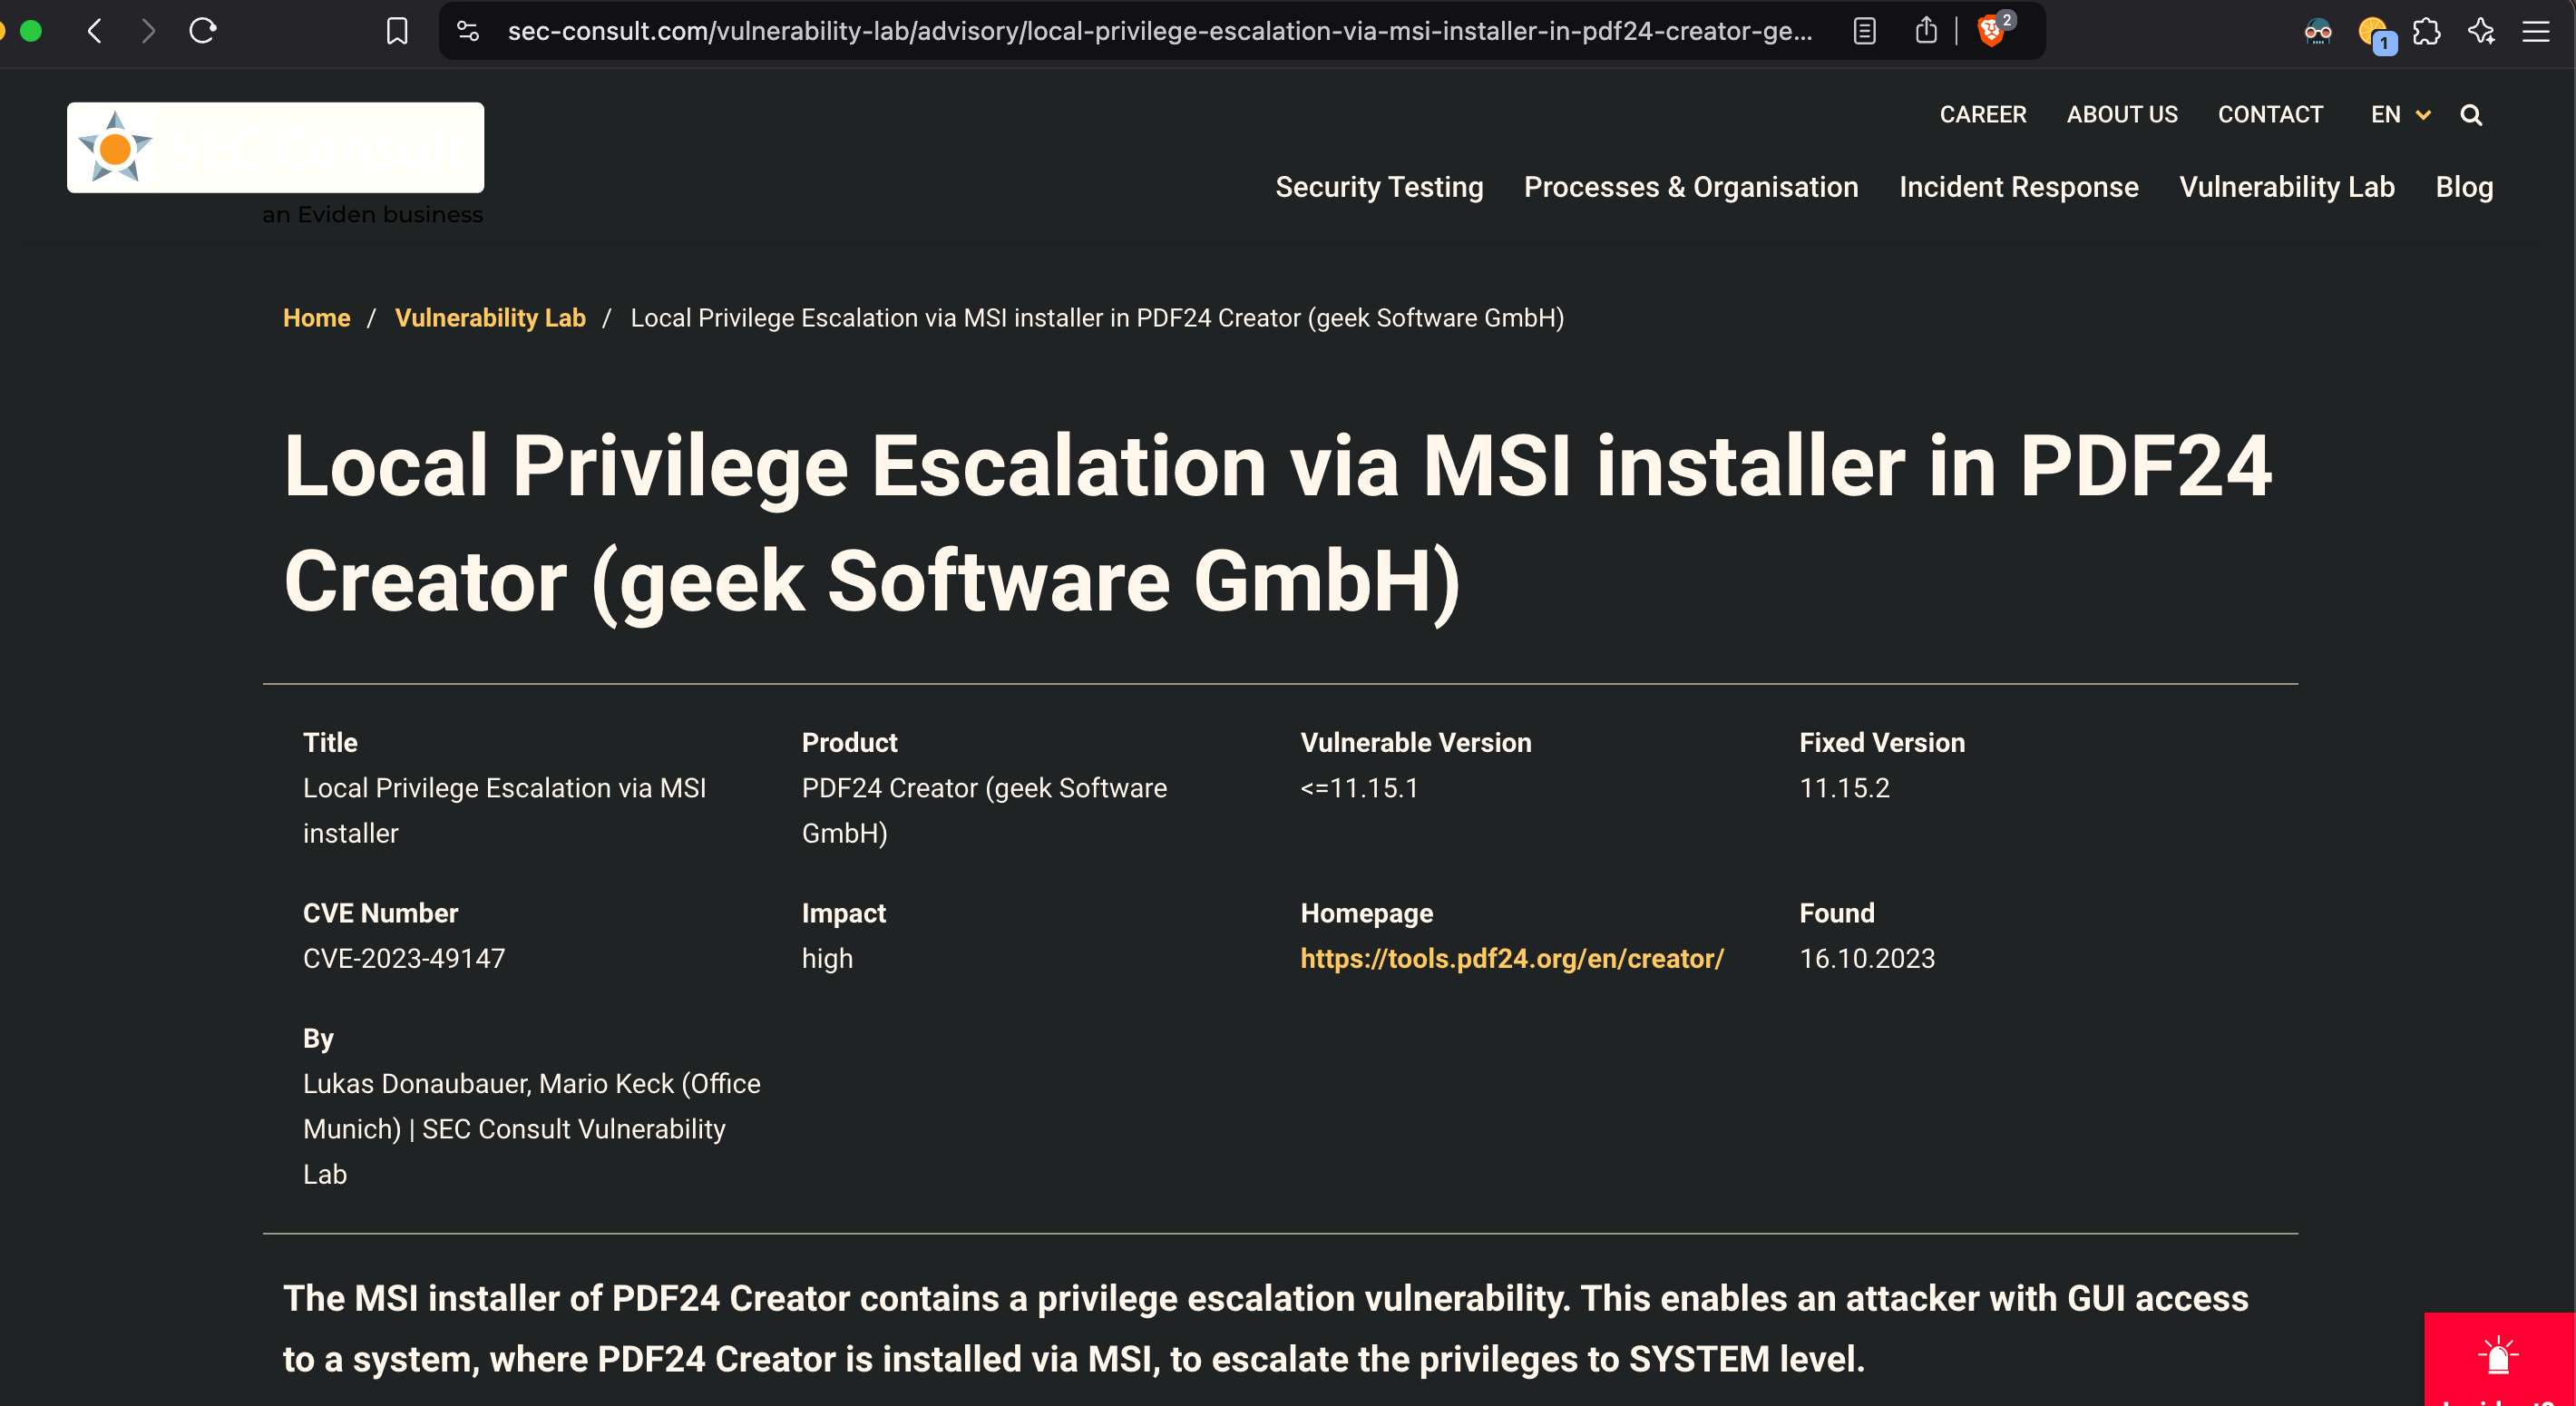 sec-consult.com/vulnerability-lab/advisory/local-privilege-escalation-via-msi-installer-in-pdf24-creator-ge...
2
1
CAREER ABOUT US CONTACT EN
an Eviden business
Security Testing Processes & Organisation Incident Response Vulnerability Lab Blog
Home / Vulnerability Lab / Local Privilege Escalation via MSI installer in PDF24 Creator (geek Software GmbH)
Local Privilege Escalation via MSI installer in PDF24
Creator (geek Software GmbH)
Title
Local Privilege Escalation via MSI
installer
Product
PDF24 Creator (geek Software
GmbH)
Vulnerable Version
<=11.15.1
Fixed Version
11.15.2
CVE Number
CVE-2023-49147
Impact
high
Homepage
https://tools.pdf24.org/en/creator/
Found
16.10.2023
By
Lukas Donaubauer, Mario Keck (Office
Munich) | SEC Consult Vulnerability
Lab
The MSI installer of PDF24 Creator contains a privilege escalation vulnerability. This enables an attacker with GUI access
to a system, where PDF24 Creator is installed via MSI, to escalate the privileges to SYSTEM level.